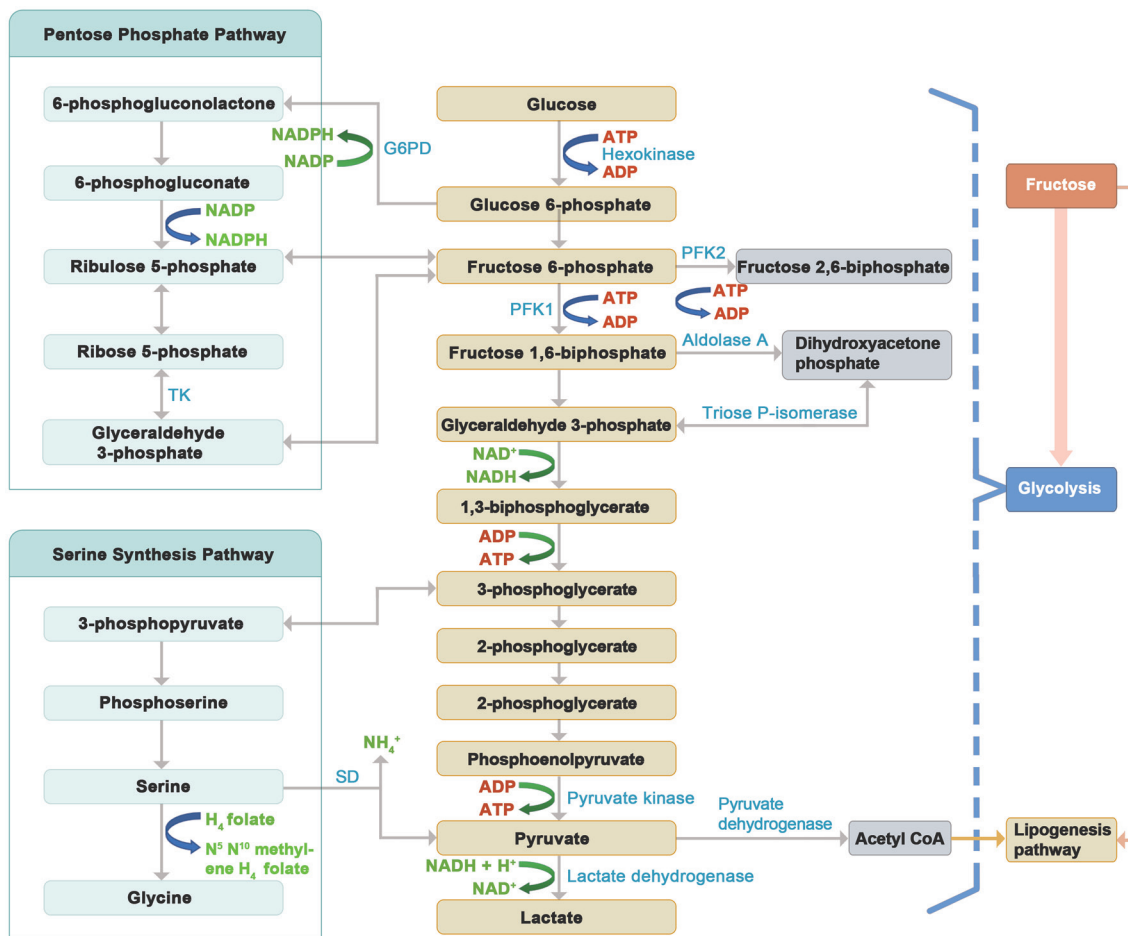 Pentose Phosphate Pathway
6-phosphogluconolactone
NADPH
NADP
G6PD
6-phosphogluconate
NADP
NADPH
Ribulose 5-phosphate
Ribose 5-phosphate
TK
Glyceraldehyde
3-phosphate
Serine Synthesis Pathway
3-phosphopyruvate
Phosphoserine
Serine
SD
NH₄⁺
H₄ folate
N⁵ N¹⁰ methyl-
ene H₄ folate
Glycine
Glucose
ATP
Hexokinase
ADP
Glucose 6-phosphate
Fructose 6-phosphate
PFK2
Fructose 2,6-biphosphate
PFK1
ATP
ADP
ATP
ADP
Fructose 1,6-biphosphate
Aldolase A
Dihydroxyacetone
phosphate
Triose P-isomerase
Glyceraldehyde 3-phosphate
NAD⁺
NADH
1,3-biphosphoglycerate
ADP
ATP
3-phosphoglycerate
2-phosphoglycerate
2-phosphoglycerate
Phosphoenolpyruvate
ADP
ATP
Pyruvate kinase
Pyruvate
Pyruvate
dehydrogenase
Acetyl CoA
NADH + H⁺
NAD⁺
Lactate dehydrogenase
Lactate
Fructose
Glycolysis
Lipogenesis
pathway